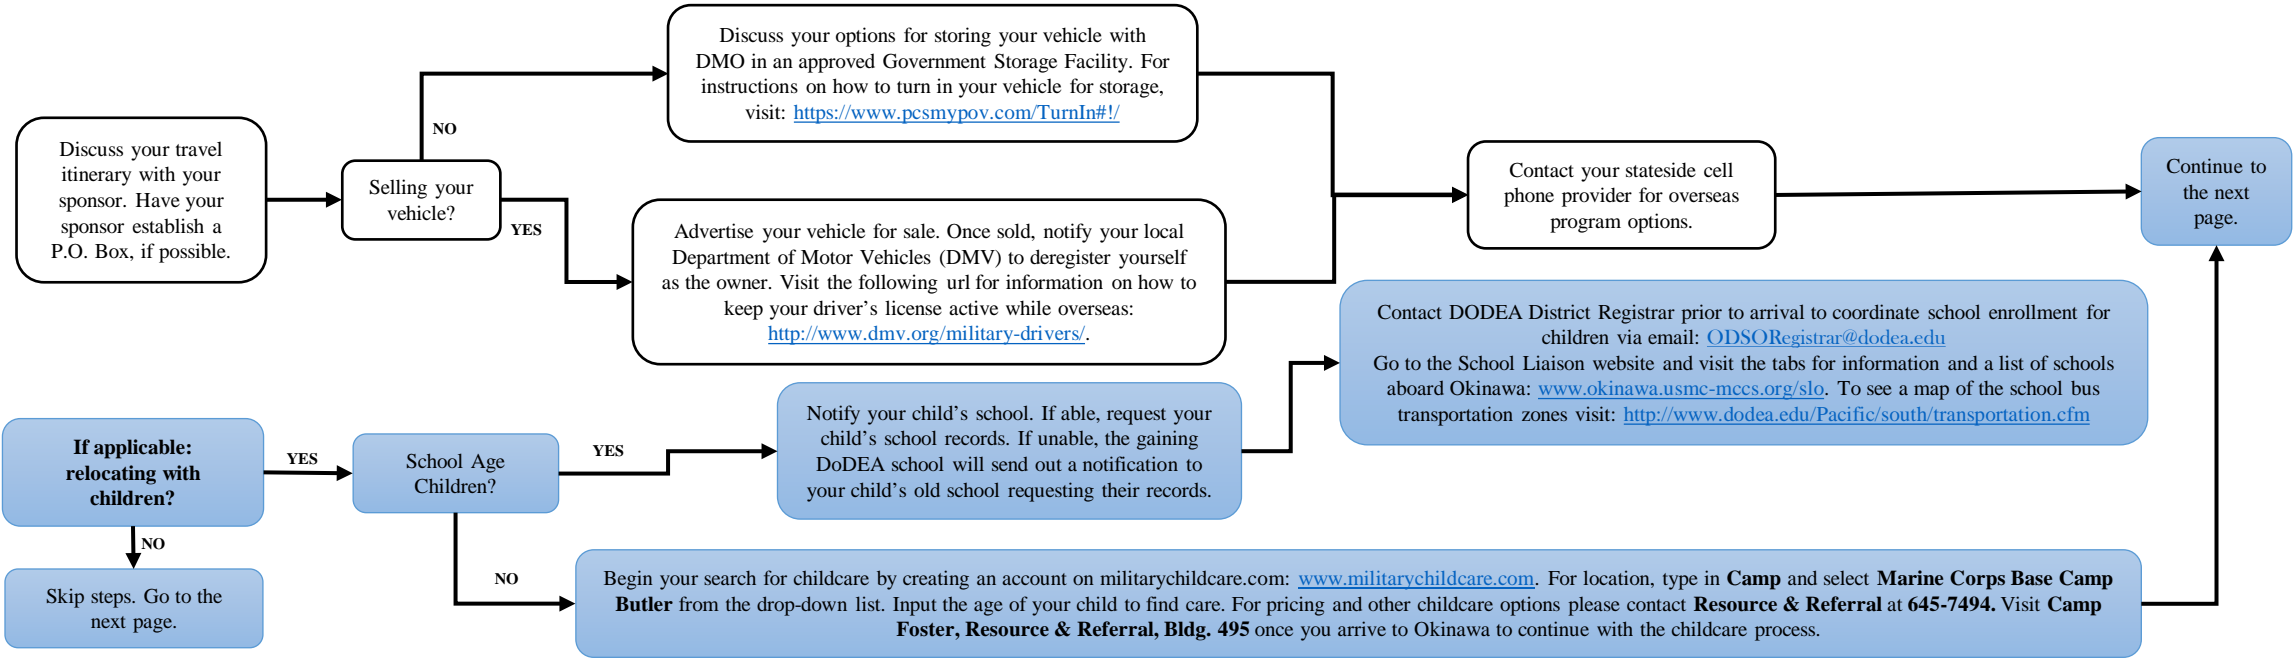 Discuss your travel
itinerary with your
sponsor. Have your
sponsor establish a
P.O. Box, if possible.
Selling your
vehicle?
NO
YES
Discuss your options for storing your vehicle with
DMO in an approved Government Storage Facility. For
instructions on how to turn in your vehicle for storage,
visit: https://www.pcsmypov.com/TurnIn#!/
Advertise your vehicle for sale. Once sold, notify your local
Department of Motor Vehicles (DMV) to deregister yourself
as the owner. Visit the following url for information on how to
keep your driver’s license active while overseas:
http://www.dmv.org/military-drivers/.
Contact your stateside cell
phone provider for overseas
program options.
Continue to
the next
page.
If applicable:
relocating with
children?
YES
NO
Skip steps. Go to the
next page.
School Age
Children?
YES
NO
Notify your child’s school. If able, request your
child’s school records. If unable, the gaining
DoDEA school will send out a notification to
your child’s old school requesting their records.
Contact DODEA District Registrar prior to arrival to coordinate school enrollment for
children via email: ODSORegistrar@dodea.edu
Go to the School Liaison website and visit the tabs for information and a list of schools
aboard Okinawa: www.okinawa.usmc-mccs.org/slo. To see a map of the school bus
transportation zones visit: http://www.dodea.edu/Pacific/south/transportation.cfm
Begin your search for childcare by creating an account on militarychildcare.com: www.militarychildcare.com. For location, type in Camp and select Marine Corps Base Camp
Butler from the drop-down list. Input the age of your child to find care. For pricing and other childcare options please contact Resource & Referral at 645-7494. Visit Camp
Foster, Resource & Referral, Bldg. 495 once you arrive to Okinawa to continue with the childcare process.